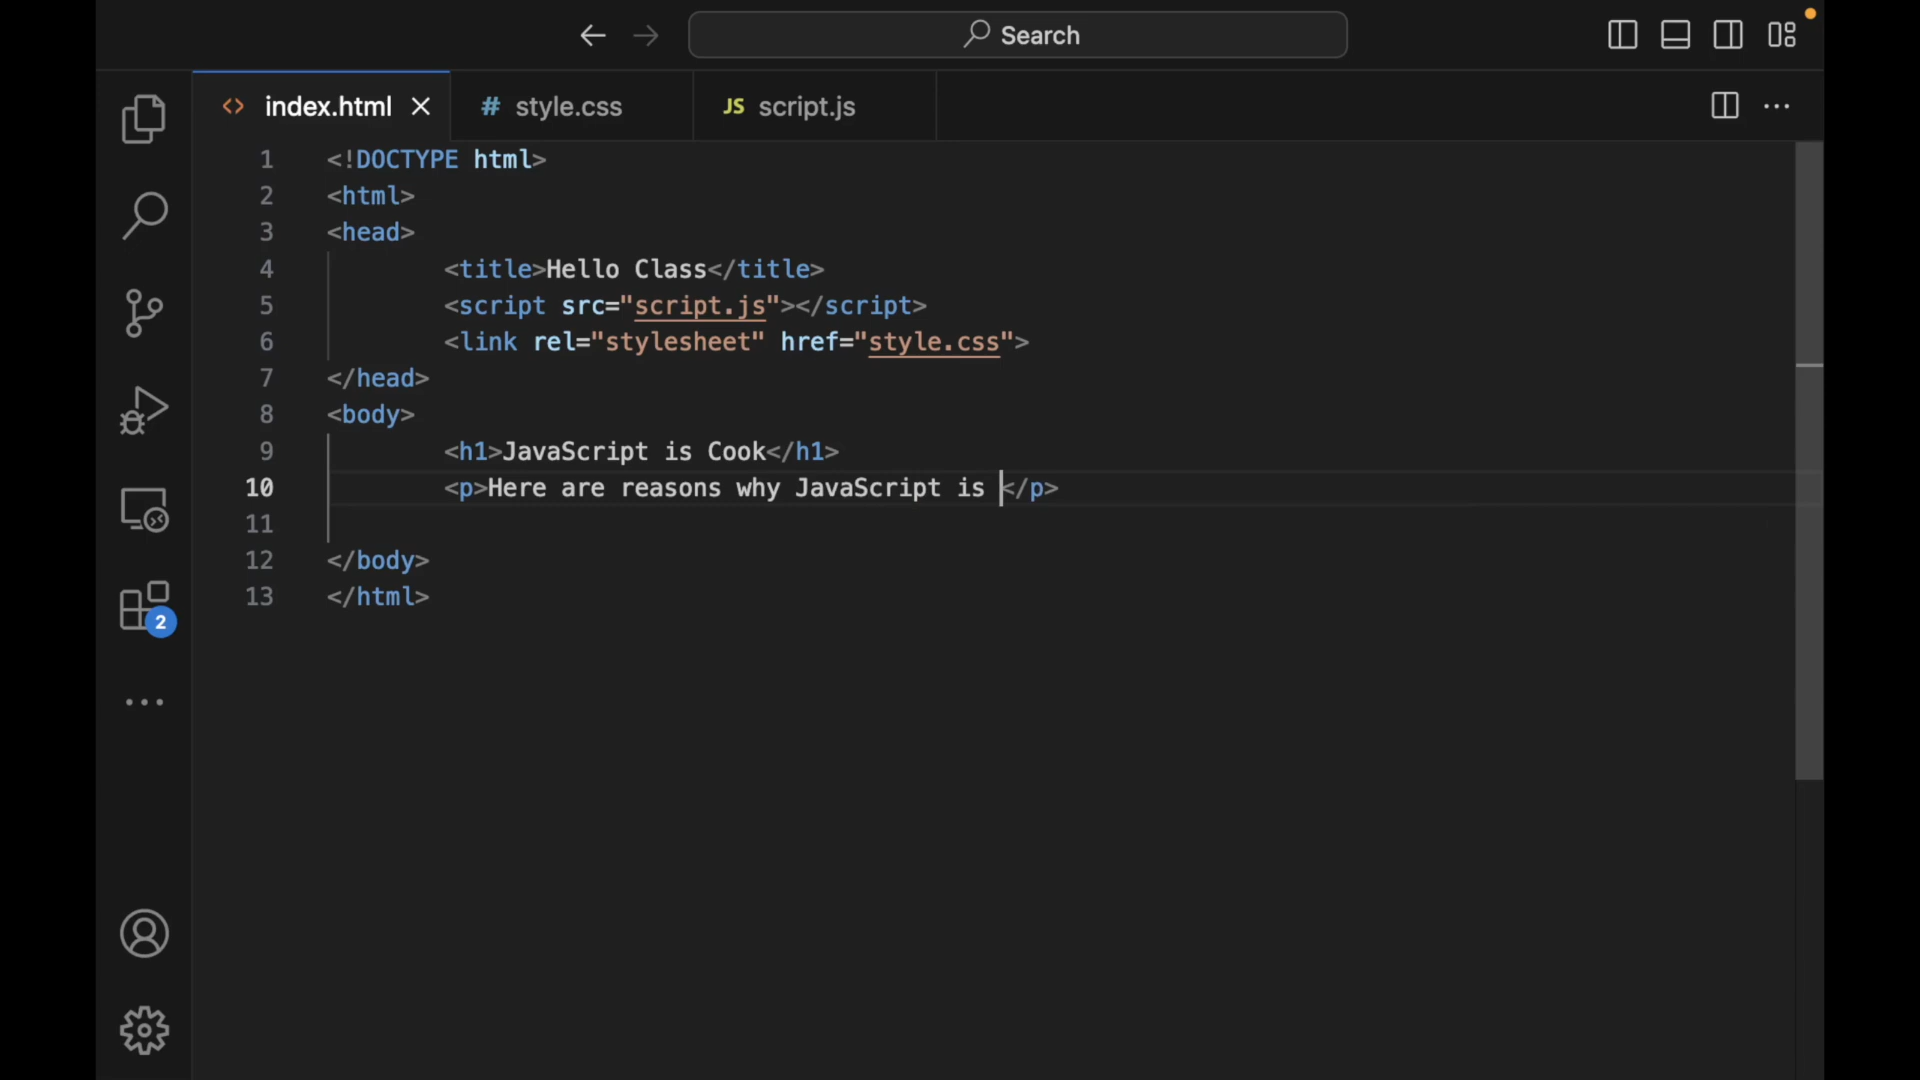 Search
index.html
# style.css
JS script.js
1 <!DOCTYPE html>
2 <html>
3 <head>
4 <title>Hello Class</title>
5 <script src="script.js"></script>
6 <link rel="stylesheet" href="style.css">
7 </head>
8 <body>
9 <h1>JavaScript is Cook</h1>
10 <p>Here are reasons why JavaScript is </p>
11
12 </body>
13 </html>
2